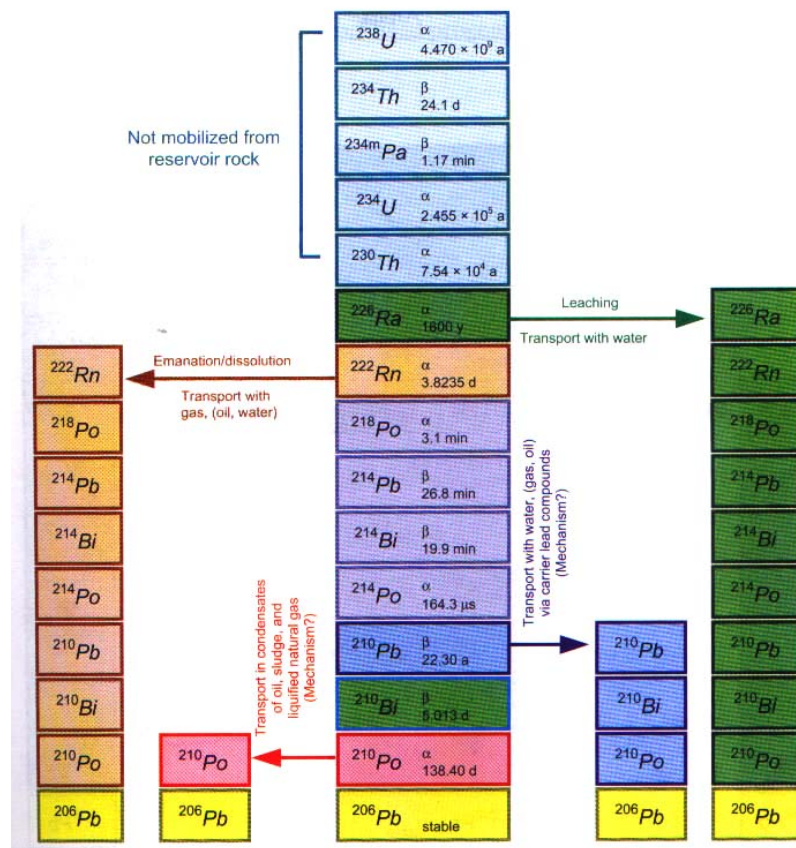 ²³⁸U α
4.470 × 10⁹ a
²³⁴Th β
24.1 d
Not mobilized from
reservoir rock
²³⁴ᵐPa β
1.17 min
²³⁴U α
2.455 × 10⁵ a
²³⁰Th α
7.54 × 10⁴ a
²²⁶Ra α
1600 y
Leaching
Transport with water
²²⁶Ra
²²²Rn
Emanation/dissolution
Transport with
gas, (oil, water)
²²²Rn α
3.8235 d
²²²Rn
²¹⁸Po
²¹⁸Po α
3.1 min
²¹⁸Po
²¹⁴Pb
²¹⁴Pb β
26.8 min
²¹⁴Pb
²¹⁴Bi
²¹⁴Bi β
19.9 min
Transport with water, (gas, oil)
via carrier lead compounds
(Mechanism?)
²¹⁴Bi
²¹⁴Po
²¹⁴Po α
164.3 μs
²¹⁴Po
²¹⁰Pb
Transport in condensates
of oil, sludge, and
liquified natural gas
(Mechanism?)
²¹⁰Pb β
22.30 a
²¹⁰Pb
²¹⁰Pb
²¹⁰Bi
²¹⁰Bi β
5.013 d
²¹⁰Bi
²¹⁰Bi
²¹⁰Po
²¹⁰Po
²¹⁰Po α
138.40 d
²¹⁰Po
²¹⁰Po
²⁰⁶Pb
²⁰⁶Pb
²⁰⁶Pb stable
²⁰⁶Pb
²⁰⁶Pb